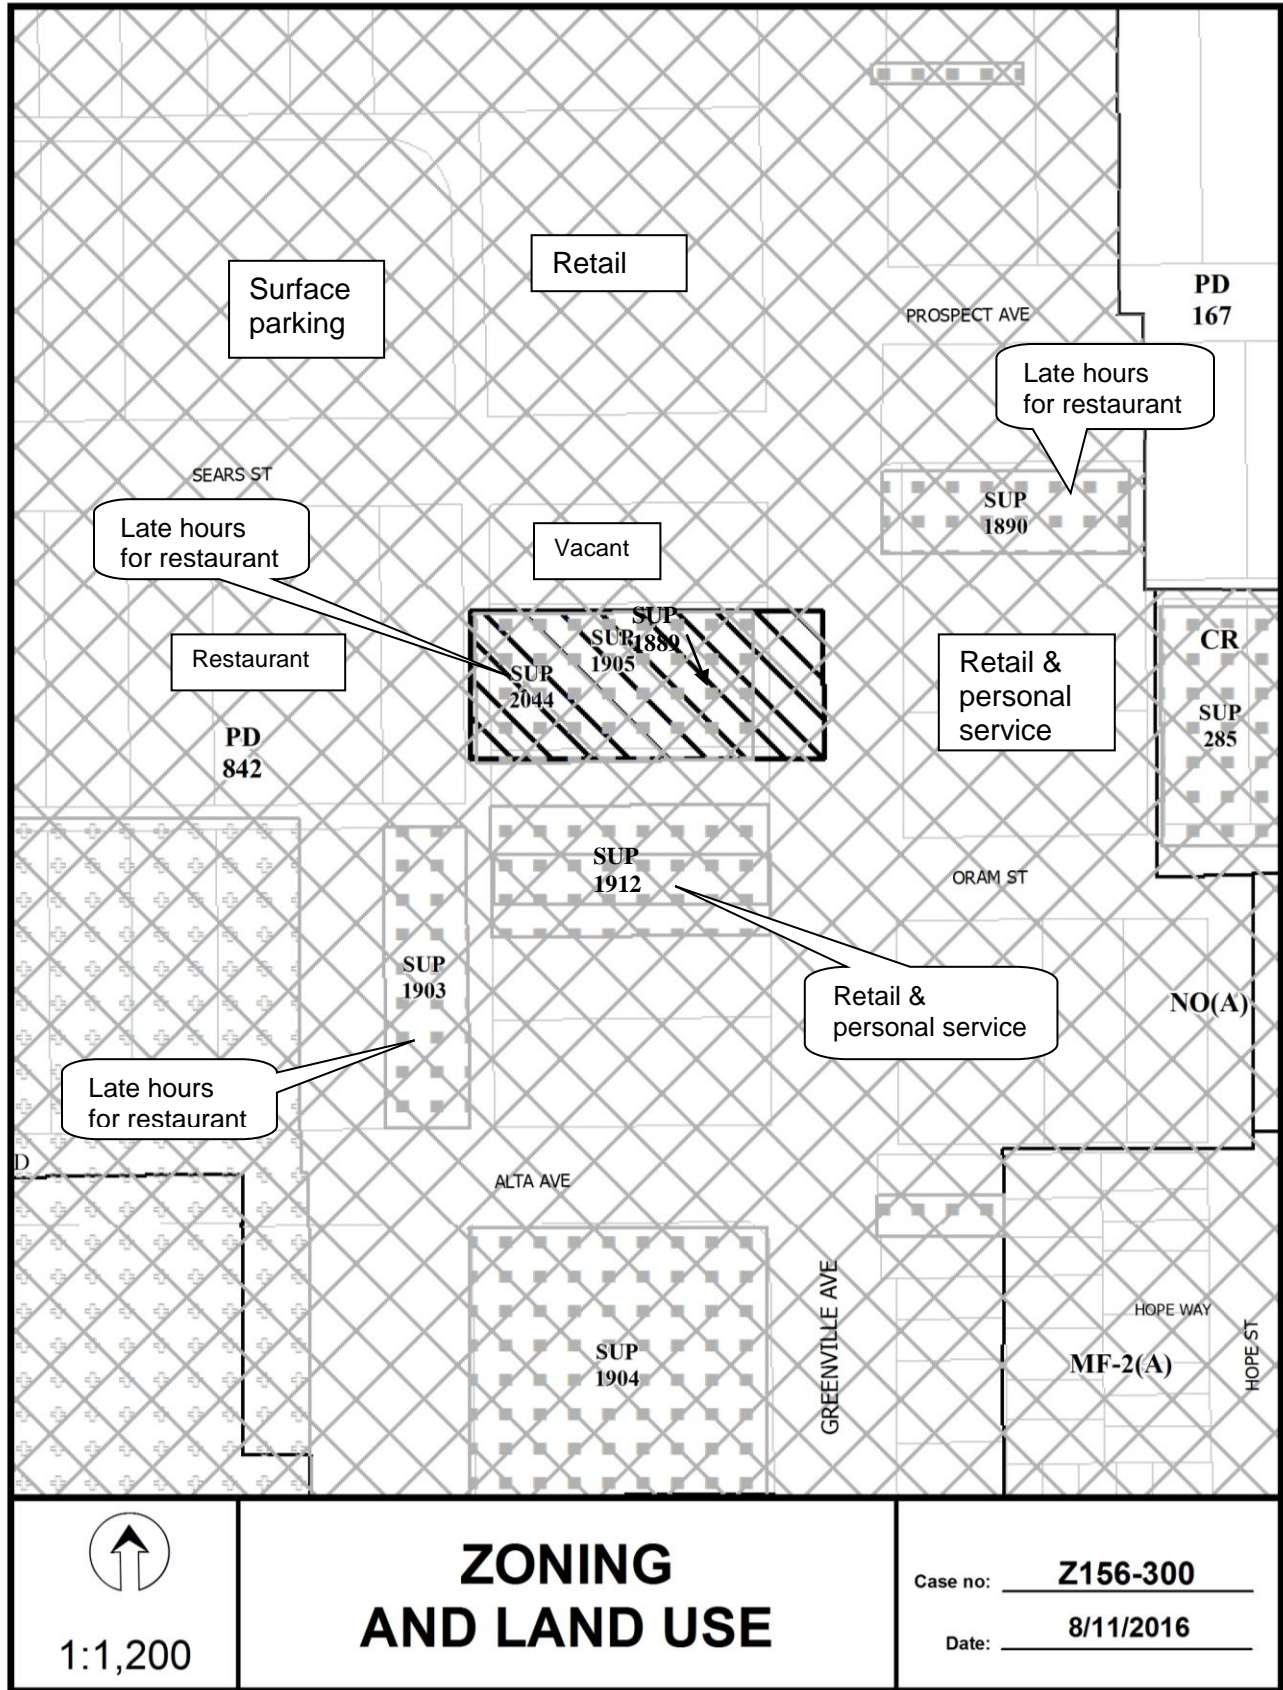 Retail
Surface
parking
PD
167
PROSPECT AVE
Late hours
for restaurant
SEARS ST
SUP
1890
Late hours
for restaurant
Vacant
SUP
1889
SUP
1905
SUP
2044
Restaurant
Retail &
personal
service
CR
SUP
285
PD
842
SUP
1912
ORAM ST
SUP
1903
Retail &
personal service
NO(A)
Late hours
for restaurant
D
ALTA AVE
GREENVILLE AVE
HOPE WAY
HOPE ST
SUP
1904
MF-2(A)
1:1,200
ZONING
AND LAND USE
Case no: Z156-300
Date: 8/11/2016